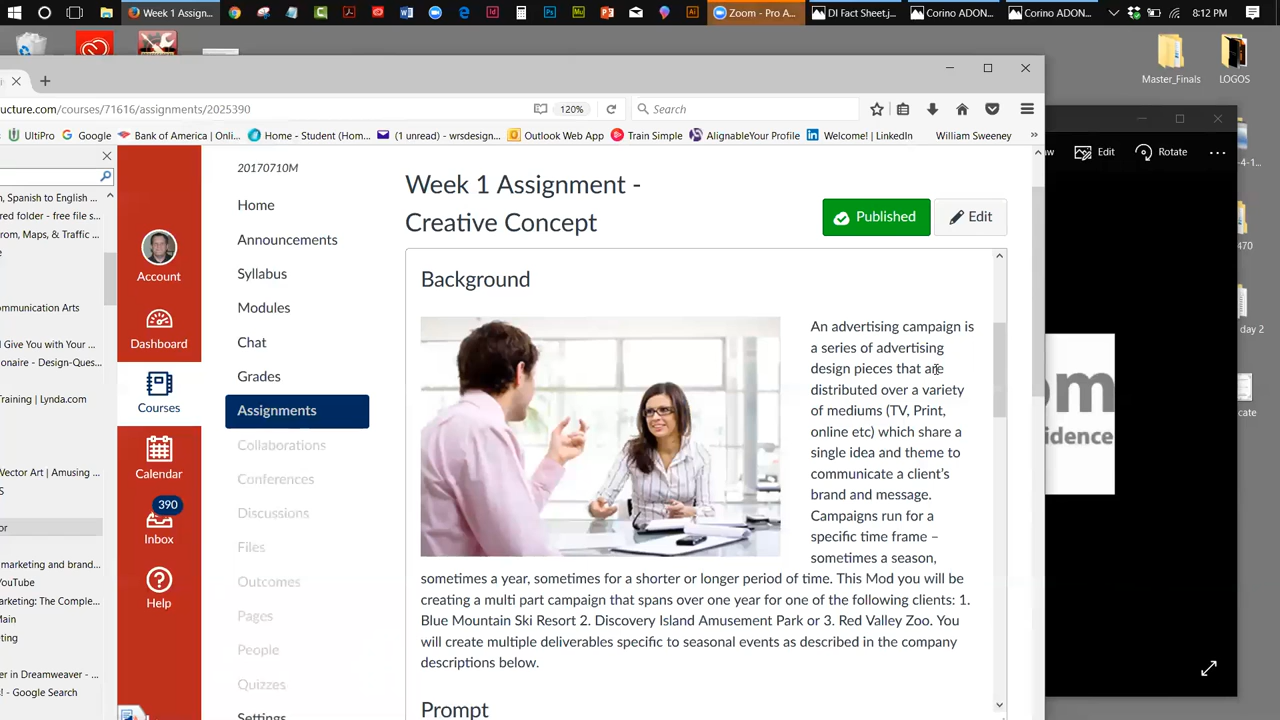 Week 1 Assign...
Zoom - Pro A...
DI Fact Sheet.j...
Corino ADON...
Corino ADON...
8:12 PM
Master_Finals
LOGOS
ucture.com/courses/71616/assignments/2025390
120%
Search
UltiPro
Google
Bank of America | Onli...
Home - Student (Hom...
(1 unread) - wrsdesign...
Outlook Web App
Train Simple
AlignableYour Profile
Welcome! | LinkedIn
William Sweeney
Edit
Rotate
, Spanish to English ...
ared folder - free file s...
rom, Maps, & Traffic ...
ommunication Arts
I Give You with Your ...
onaire - Design-Ques...
Training | Lynda.com
Vector Art | Amusing ...
S
or
marketing and brand...
YouTube
arketing: The Comple...
Main
ng
er in Dreamweaver - ...
- Google Search
Account
Dashboard
Courses
Calendar
390
Inbox
Help
20170710M
Home
Announcements
Syllabus
Modules
Chat
Grades
Assignments
Collaborations
Conferences
Discussions
Files
Outcomes
Pages
People
Quizzes
Settings
Week 1 Assignment -
Creative Concept
Published
Edit
Background
An advertising campaign is
a series of advertising
design pieces that are
distributed over a variety
of mediums (TV, Print,
online etc) which share a
single idea and theme to
communicate a client's
brand and message.
Campaigns run for a
specific time frame –
sometimes a season,
sometimes a year, sometimes for a shorter or longer period of time. This Mod you will be
creating a multi part campaign that spans over one year for one of the following clients: 1.
Blue Mountain Ski Resort 2. Discovery Island Amusement Park or 3. Red Valley Zoo. You
will create multiple deliverables specific to seasonal events as described in the company
descriptions below.
Prompt
om
idence
-4-1...
470
day 2
cate